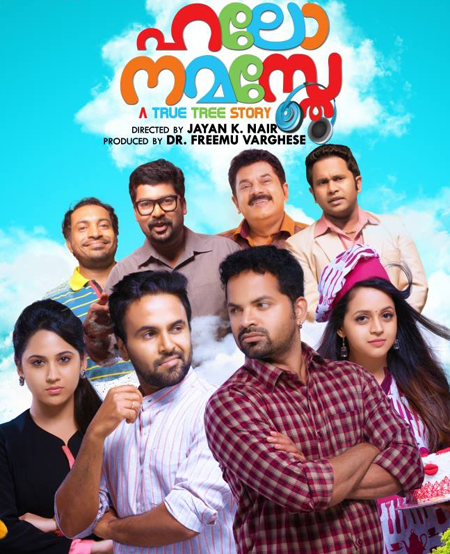 ഹലോ
നമസ്തേ
A TRUE TREE STORY
DIRECTED BY JAYAN K. NAIR
PRODUCED BY DR. FREEMU VARGHESE